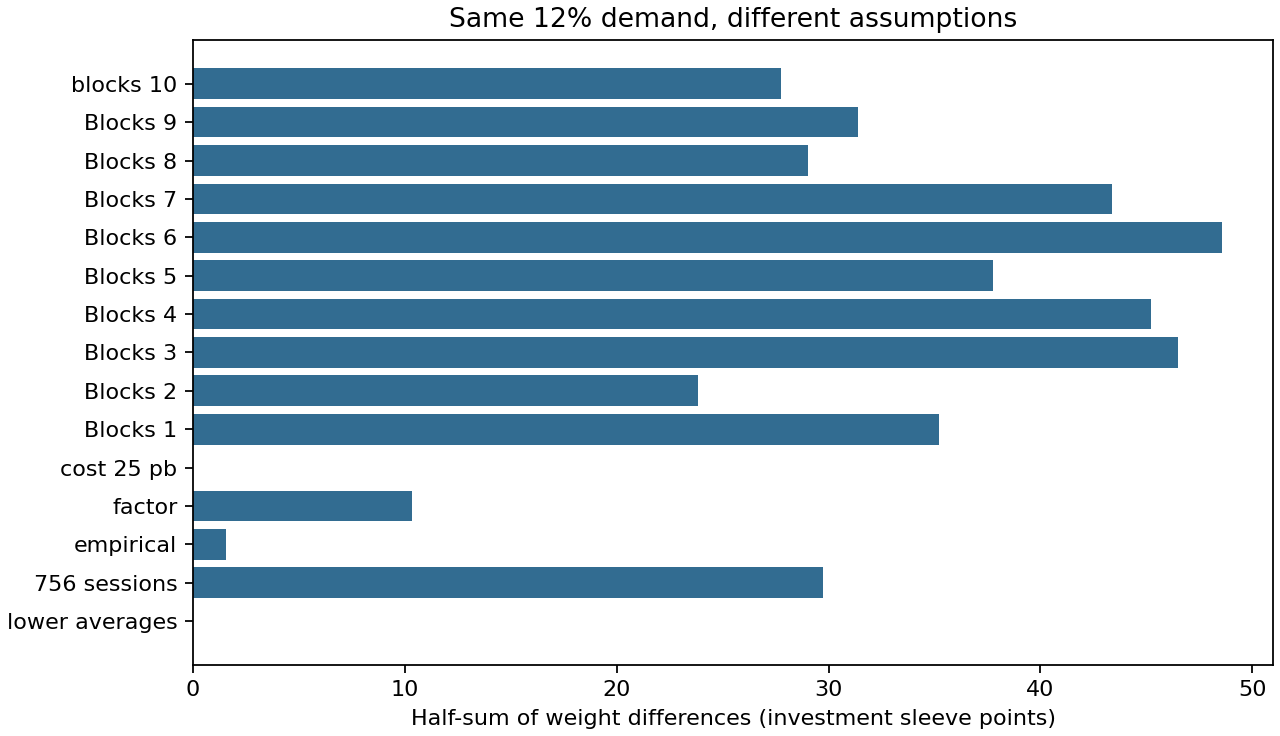 Same 12% demand, different assumptions
blocks 10
Blocks 9
Blocks 8
Blocks 7
Blocks 6
Blocks 5
Blocks 4
Blocks 3
Blocks 2
Blocks 1
cost 25 pb
factor
empirical
756 sessions
lower averages
0 10 20 30 40 50
Half-sum of weight differences (investment sleeve points)